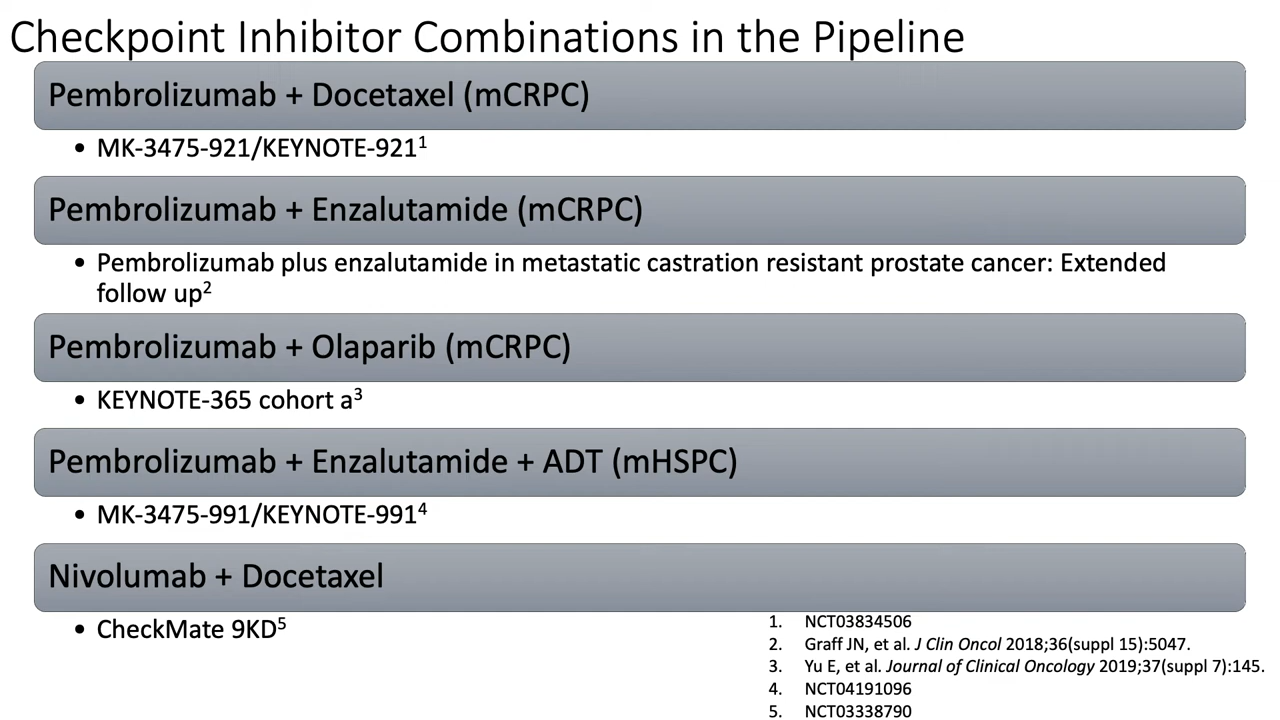 Checkpoint Inhibitor Combinations in the Pipeline
Pembrolizumab + Docetaxel (mCRPC)
• MK-3475-921/KEYNOTE-921¹
Pembrolizumab + Enzalutamide (mCRPC)
• Pembrolizumab plus enzalutamide in metastatic castration resistant prostate cancer: Extended
follow up²
Pembrolizumab + Olaparib (mCRPC)
• KEYNOTE-365 cohort a³
Pembrolizumab + Enzalutamide + ADT (mHSPC)
• MK-3475-991/KEYNOTE-991⁴
Nivolumab + Docetaxel
• CheckMate 9KD⁵
1. NCT03834506
2. Graff JN, et al. J Clin Oncol 2018;36(suppl 15):5047.
3. Yu E, et al. Journal of Clinical Oncology 2019;37(suppl 7):145.
4. NCT04191096
5. NCT03338790